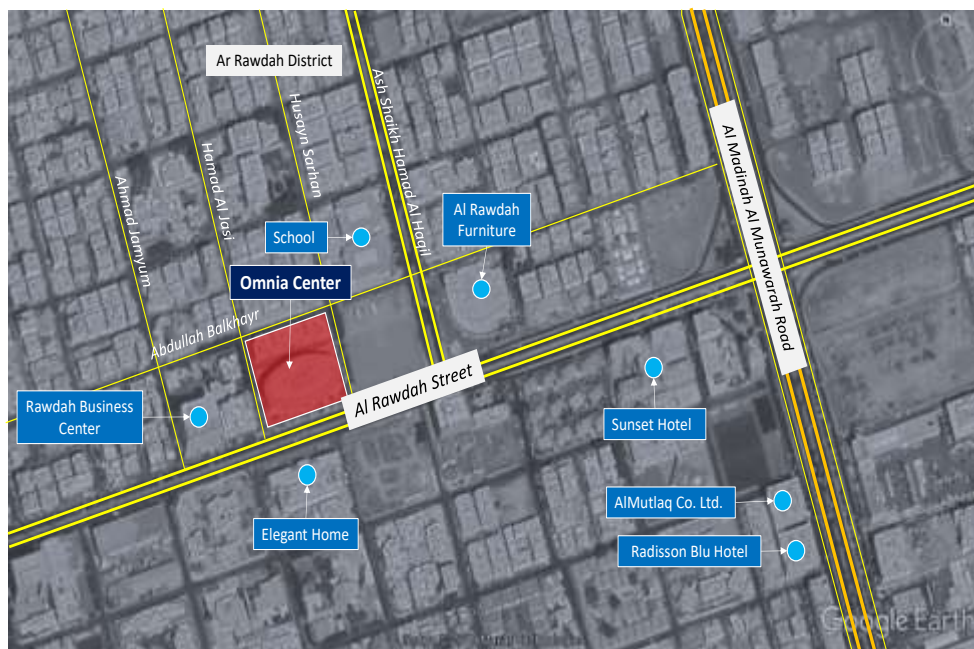 Ar Rawdah District
Ash Shaikh Hamad Al Haqil
Husayn Sarhan
Hamad Al Jasi
Ahmad Jamyum
Al Madinah Al Munawarah Road
School
Al Rawdah
Furniture
Omnia Center
Abdullah Balkhayr
Al Rawdah Street
Rawdah Business
Center
Sunset Hotel
Elegant Home
AlMutlaq Co. Ltd.
Radisson Blu Hotel
Google Earth